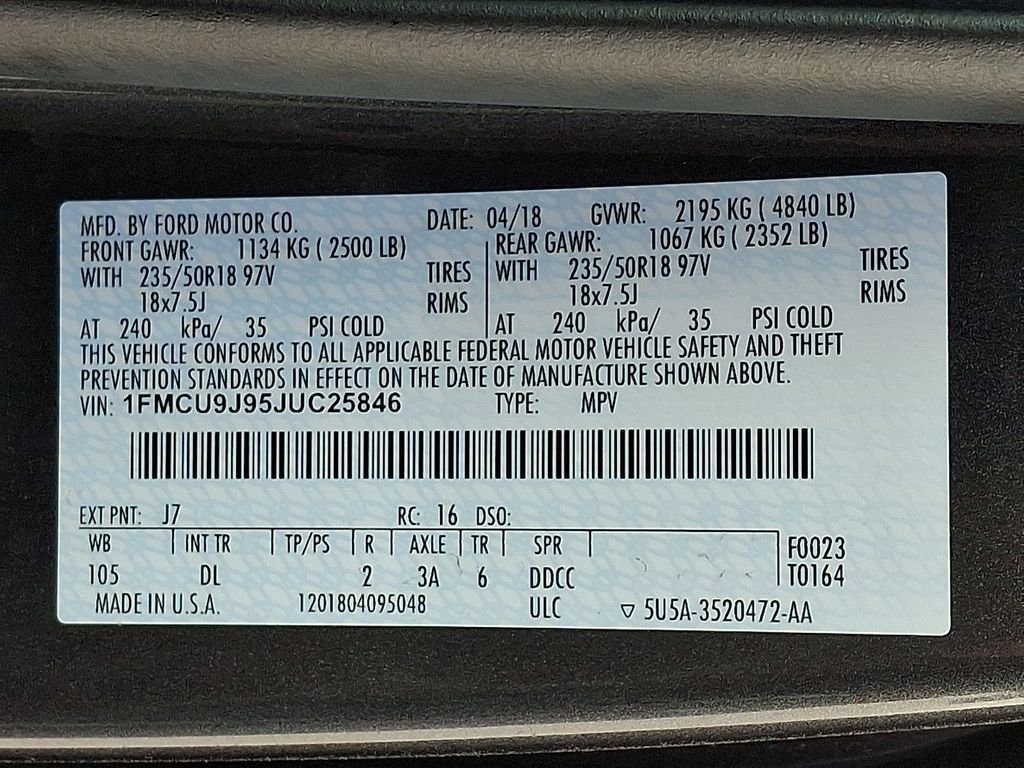 MFD. BY FORD MOTOR CO. DATE: 04/18 GVWR: 2195 KG ( 4840 LB)
FRONT GAWR: 1134 KG ( 2500 LB) REAR GAWR: 1067 KG ( 2352 LB)
WITH 235/50R18 97V TIRES WITH 235/50R18 97V TIRES
18x7.5J RIMS 18x7.5J RIMS
AT 240 kPa/ 35 PSI COLD AT 240 kPa/ 35 PSI COLD
THIS VEHICLE CONFORMS TO ALL APPLICABLE FEDERAL MOTOR VEHICLE SAFETY AND THEFT
PREVENTION STANDARDS IN EFFECT ON THE DATE OF MANUFACTURE SHOWN ABOVE.
VIN: 1FMCU9J95JUC25846 TYPE: MPV
EXT PNT: J7 RC: 16 DSO:
WB INT TR TP/PS R AXLE TR SPR F0023
105 DL 2 3A 6 DDCC T0164
MADE IN U.S.A. 1201804095048 ULC ▽ 5U5A-3520472-AA